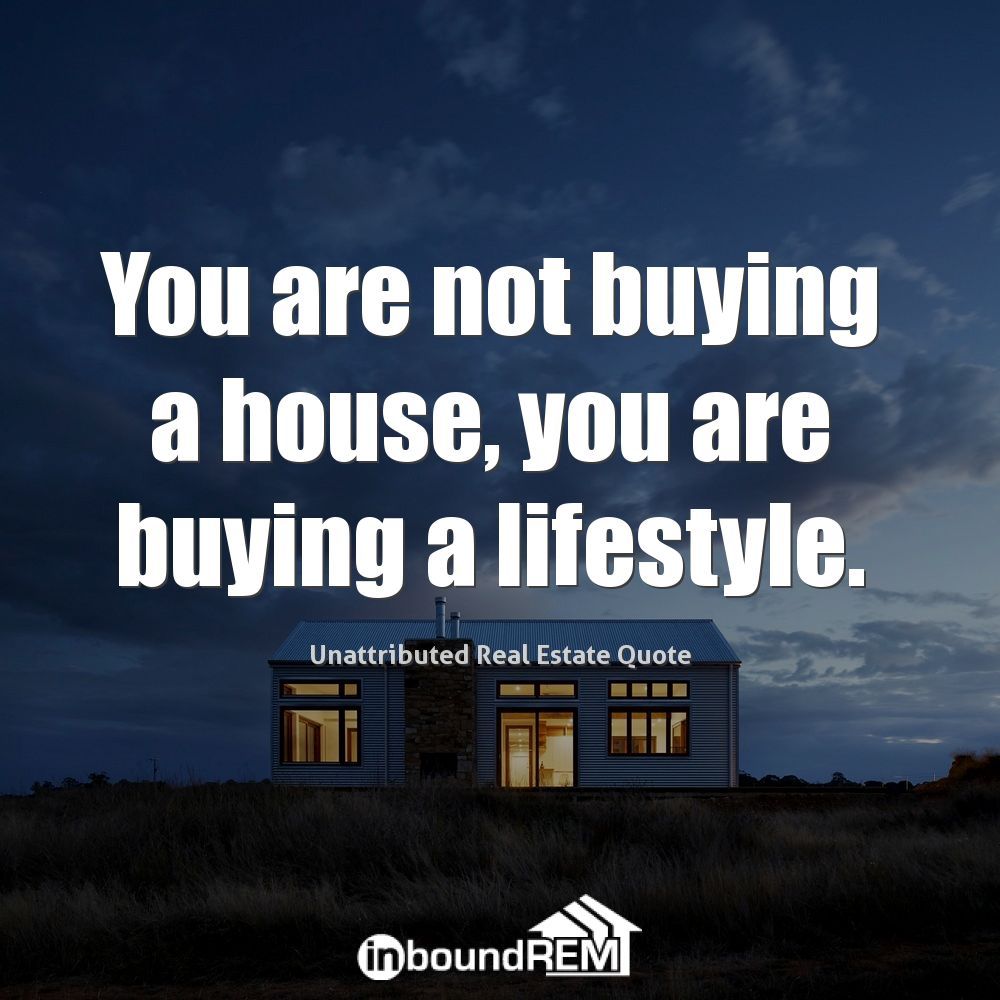 You are not buying
a house, you are
buying a lifestyle.
Unattributed Real Estate Quote
inboundREM